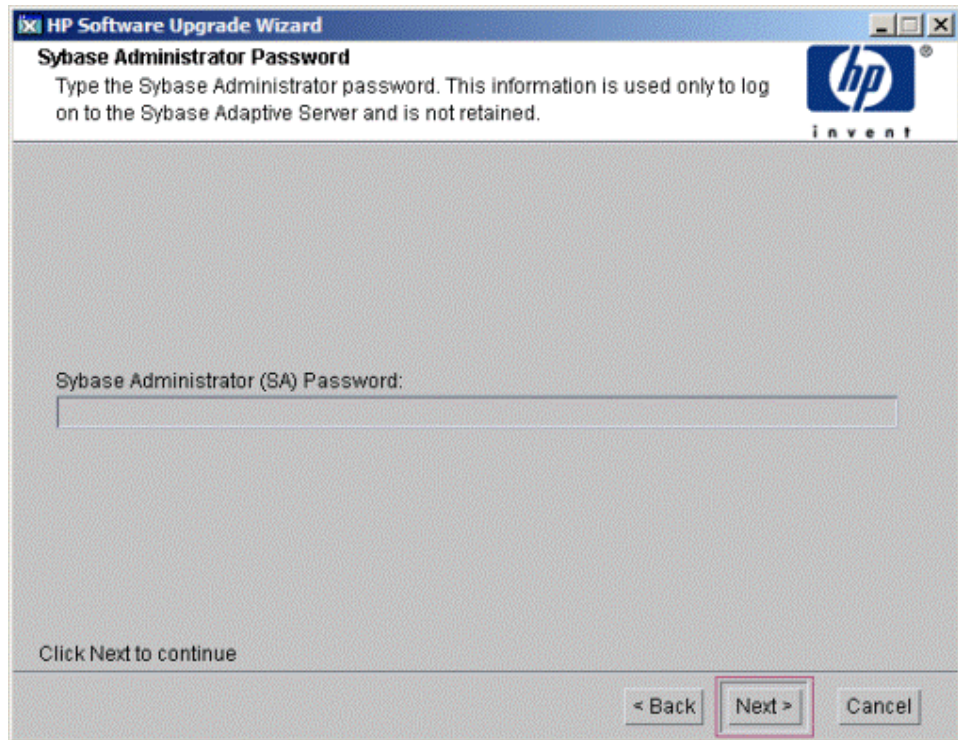 HP Software Upgrade Wizard
Sybase Administrator Password
Type the Sybase Administrator password. This information is used only to log
on to the Sybase Adaptive Server and is not retained.
hp ®
invent
Sybase Administrator (SA) Password:
Click Next to continue
< Back Next > Cancel